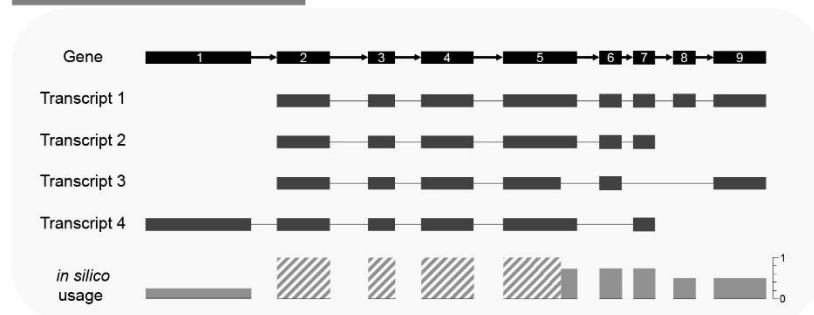 Gene 1 2 3 4 5 6 7 8 9
Transcript 1
Transcript 2
Transcript 3
Transcript 4
in silico
usage
1
0